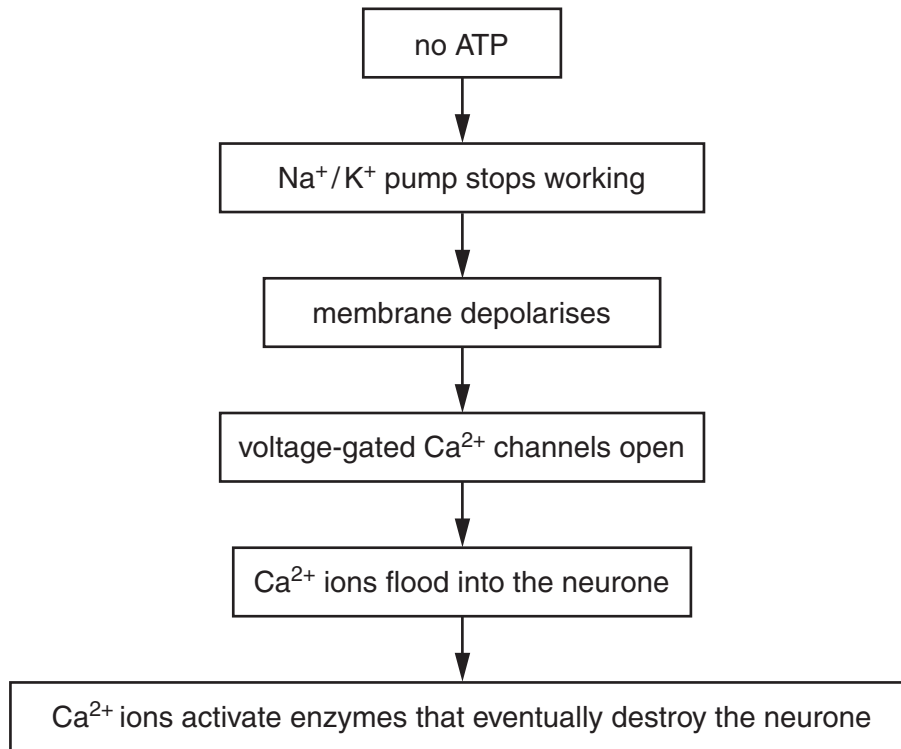 no ATP
Na⁺/K⁺ pump stops working
membrane depolarises
voltage-gated Ca²⁺ channels open
Ca²⁺ ions flood into the neurone
Ca²⁺ ions activate enzymes that eventually destroy the neurone